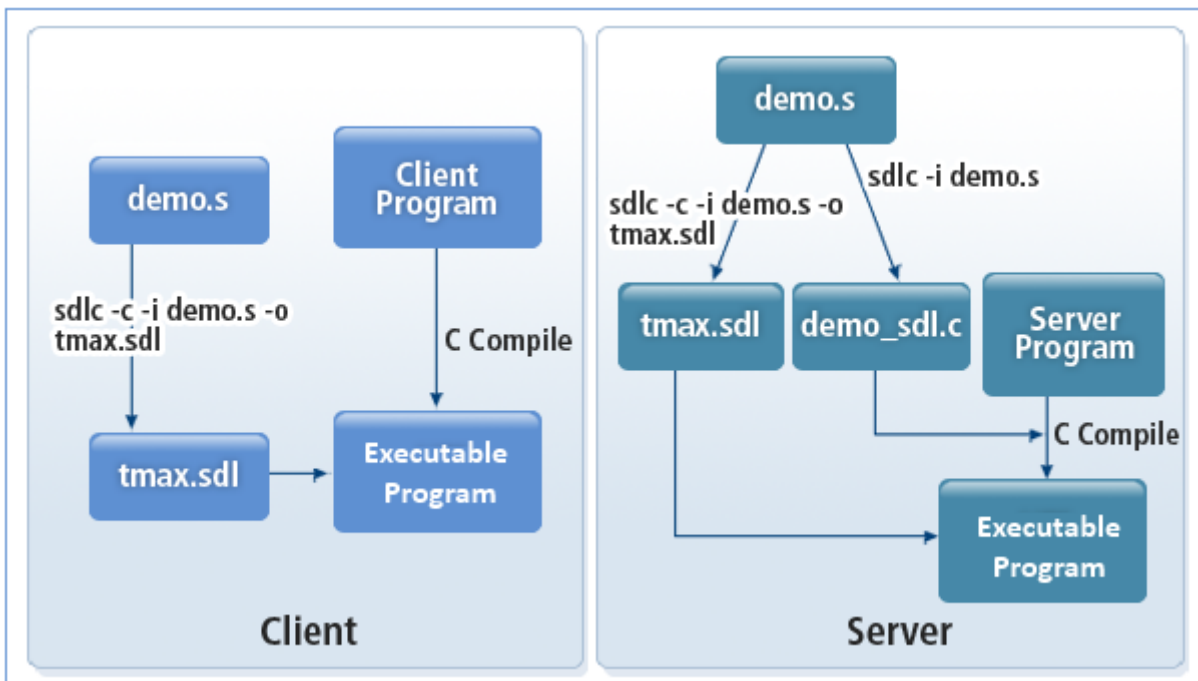 demo.s
Client
Program
sdlc -c -i demo.s -o
tmax.sdl
C Compile
tmax.sdl
Executable
Program
Client
demo.s
sdlc -c -i demo.s -o
tmax.sdl
sdlc -i demo.s
tmax.sdl
demo_sdl.c
Server
Program
C Compile
Executable
Program
Server